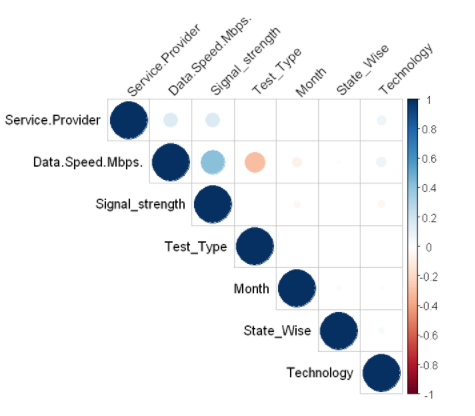 Service.Provider
Data.Speed.Mbps.
Signal_strength
Test_Type
Month
State_Wise
Technology
Service.Provider
Data.Speed.Mbps.
Signal_strength
Test_Type
Month
State_Wise
Technology
1
0.8
0.6
0.4
0.2
0
-0.2
-0.4
-0.6
-0.8
-1